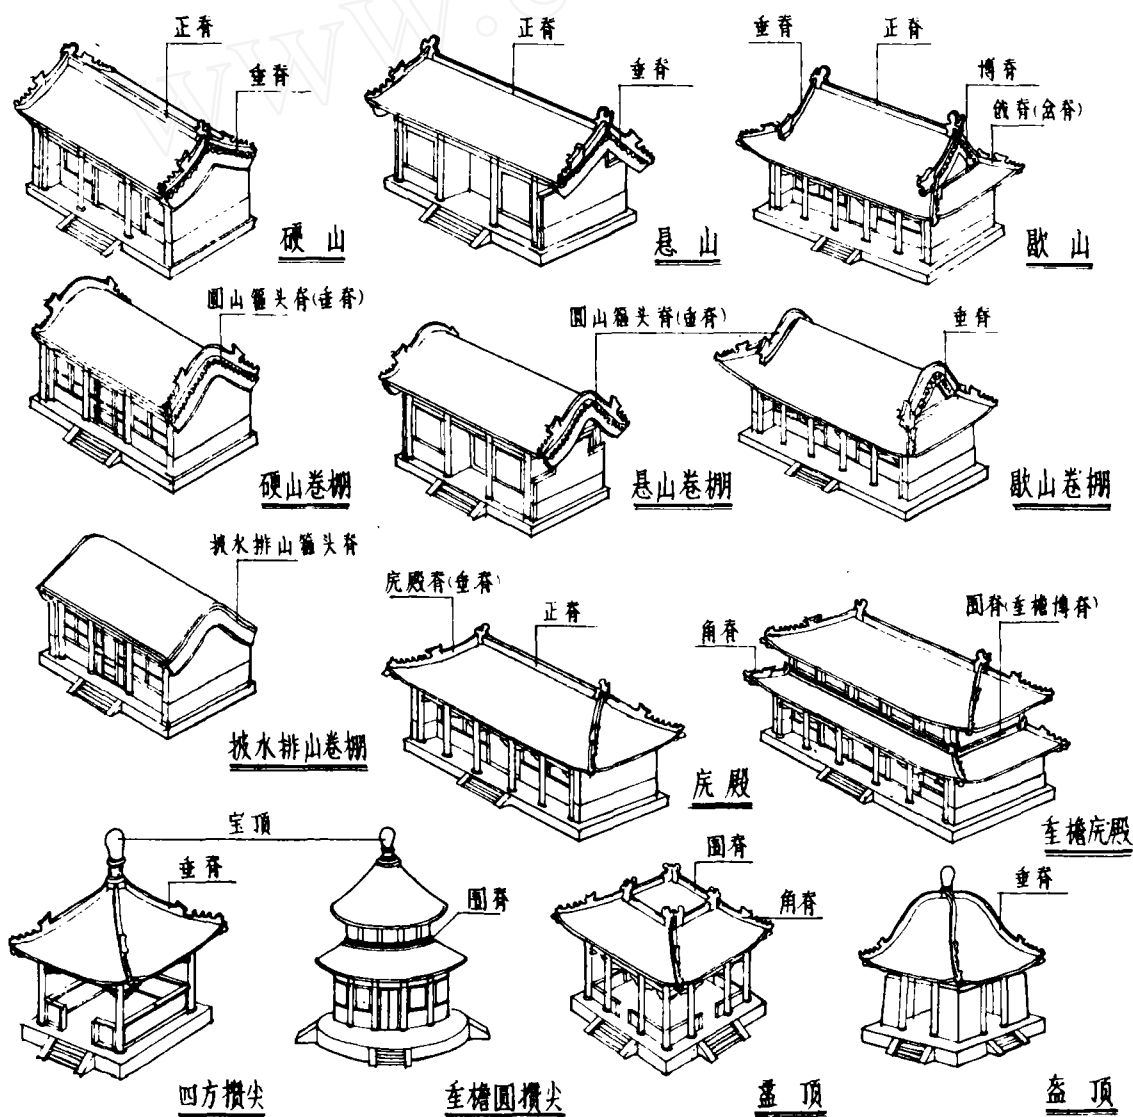 正脊
垂脊
硬山
正脊
垂脊
悬山
垂脊
正脊
博脊
戗脊(岔脊)
歇山
圆山箍头脊(垂脊)
硬山卷棚
圆山箍头脊(垂脊)
悬山卷棚
垂脊
歇山卷棚
披水排山箍头脊
披水排山卷棚
庑殿脊(垂脊)
正脊
庑殿
角脊
围脊(重檐博脊)
重檐庑殿
宝顶
垂脊
四方攒尖
围脊
重檐圆攒尖
围脊
角脊
盝顶
垂脊
盔顶